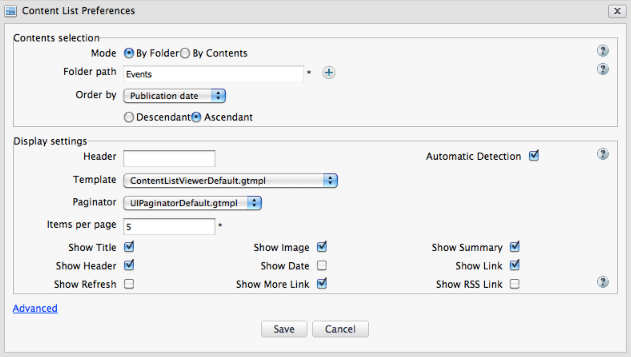 Content List Preferences X
Contents selection
Mode By Folder By Contents ?
Folder path Events * + ?
Order by Publication date
Descendant Ascendant
Display settings
Header Automatic Detection ?
Template ContentListViewerDefault.gtmpl
Paginator UIPaginatorDefault.gtmpl
Items per page 5 *
Show Title Show Image Show Summary
Show Header Show Date Show Link
Show Refresh Show More Link Show RSS Link ?
Advanced
Save Cancel